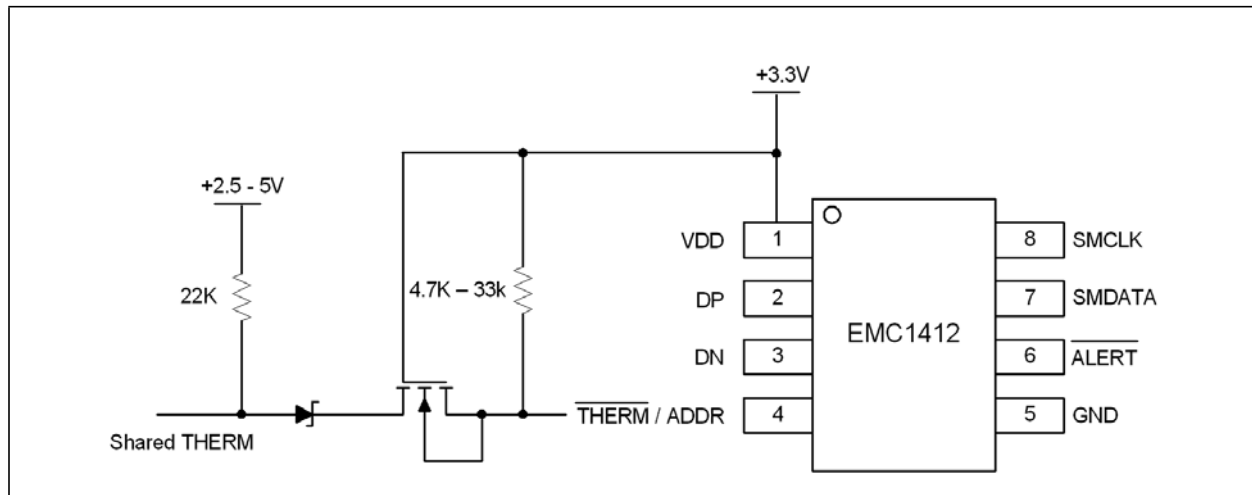 +3.3V
+2.5 - 5V
22K
4.7K – 33k
Shared THERM
THERM / ADDR
VDD
DP
DN
1
2
3
4
EMC1412
8
7
6
5
SMCLK
SMDATA
ALERT
GND